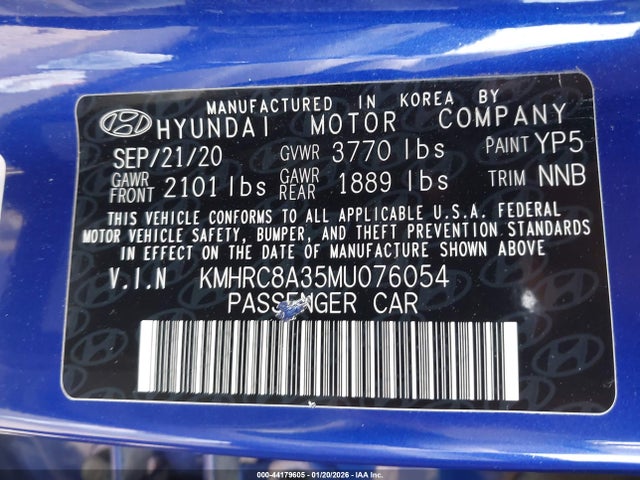 MANUFACTURED IN KOREA BY
HYUNDAI MOTOR COMPANY
SEP/21/20 GVWR 3770 lbs PAINT YP5
GAWR FRONT 2101 lbs GAWR REAR 1889 lbs TRIM NNB
THIS VEHICLE CONFORMS TO ALL APPLICABLE U.S.A. FEDERAL
MOTOR VEHICLE SAFETY, BUMPER, AND THEFT PREVENTION STANDARDS
IN EFFECT ON THE DATE OF MANUFACTURE SHOWN ABOVE
V.I.N KMHRC8A35MU076054
PASSENGER CAR
000-44179605 - 01/20/2026 - IAA Inc.